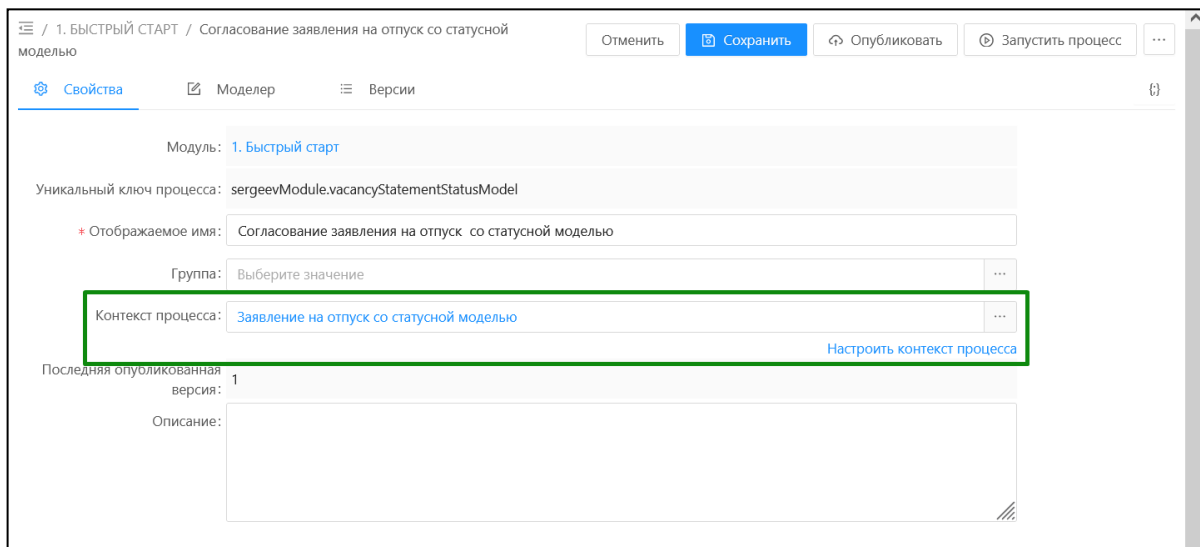 / 1. БЫСТРЫЙ СТАРТ / Согласование заявления на отпуск со статусной
моделью
Отменить Сохранить Опубликовать Запустить процесс ...
Свойства Моделер Версии {;}
Модуль: 1. Быстрый старт
Уникальный ключ процесса: sergeevModule.vacancyStatementStatusModel
* Отображаемое имя: Согласование заявления на отпуск со статусной моделью
Группа: Выберите значение ...
Контекст процесса: Заявление на отпуск со статусной моделью ...
Настроить контекст процесса
Последняя опубликованная
версия: 1
Описание: